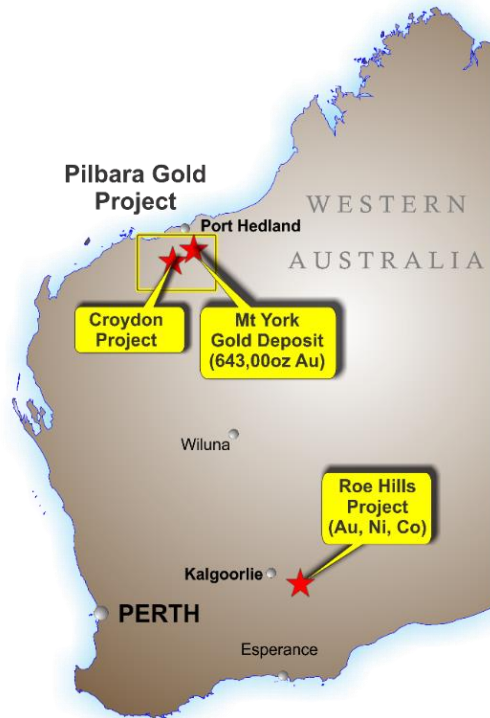 Pilbara Gold
Project
Port Hedland
WESTERN
AUSTRALIA
Croydon
Project
Mt York
Gold Deposit
(643,00oz Au)
Wiluna
Roe Hills
Project
(Au, Ni, Co)
Kalgoorlie
PERTH
Esperance